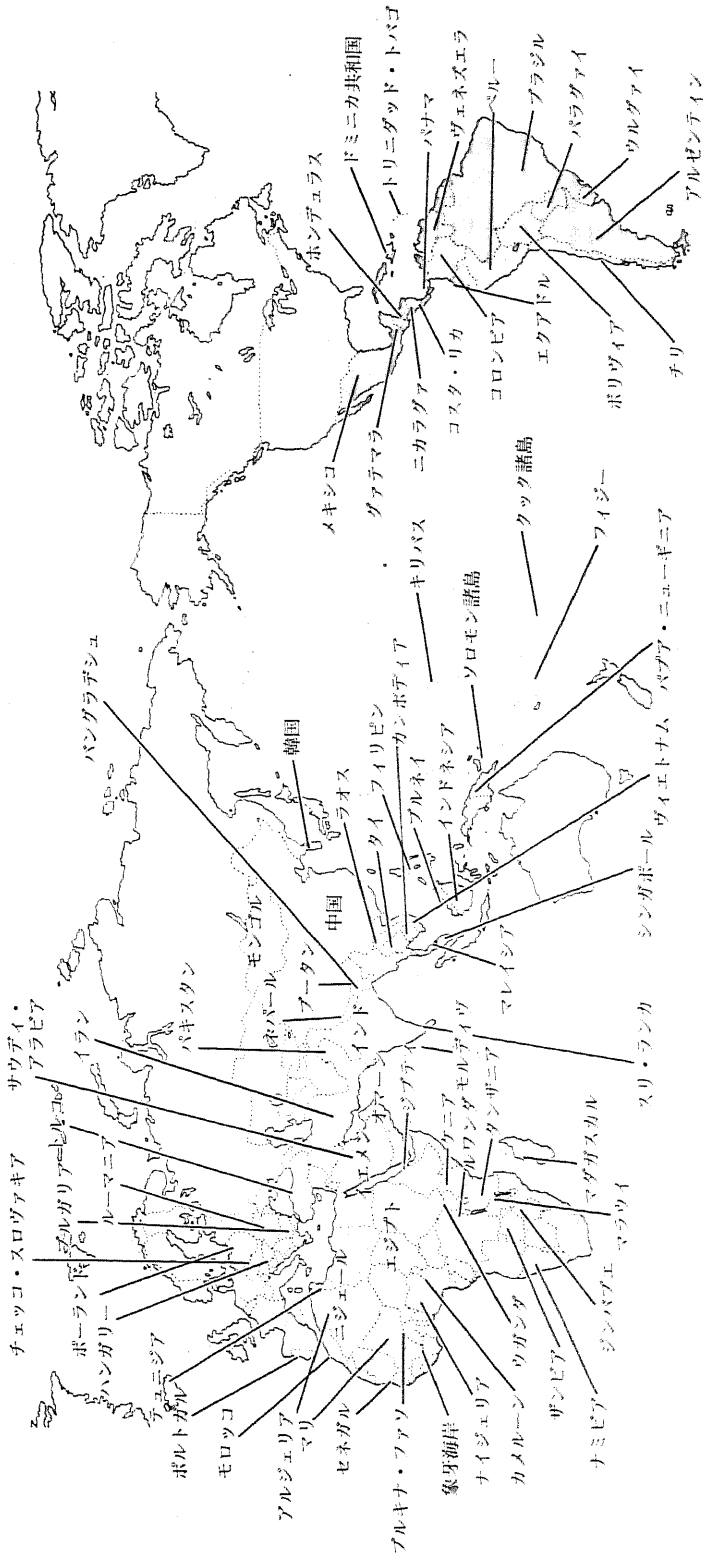 チェッコ・スロヴァキア
ブルガリア
トルコ
サウディ・
アラビア
ポーランド
ルーマニア
イラン
ハンガリー
テュニジア
ポルトガル
モロッコ
アルジェリア
マリ
セネガル
ブルキナ・ファソ
象牙海岸
ナイジェリア
カメルーン
ウガンダ
ザンビア
ナミビア
ジンバブエ
マラウイ
マダガスカル
タンザニア
ルワンダ
ケニア
ジブティ
エジプト
ニジェール
イエメン
オマーン
モルディヴ
パキスタン
ネパール
ブータン
インド
モンゴル
中国
韓国
バングラデシュ
ラオス
タイ
フィリピン
カンボディア
ブルネイ
インドネシア
マレイシア
スリ・ランカ
シンガポール
ヴィエトナム
パプア・ニューギニア
ソロモン諸島
キリバス
クック諸島
フィジー
メキシコ
グァテマラ
ホンデュラス
ドミニカ共和国
トリニダッド・トバゴ
ニカラグァ
コスタ・リカ
パナマ
ヴェネズエラ
コロンビア
エクアドル
ペルー
ブラジル
ボリヴィア
パラグァイ
ウルグァイ
チリ
アルゼンティン